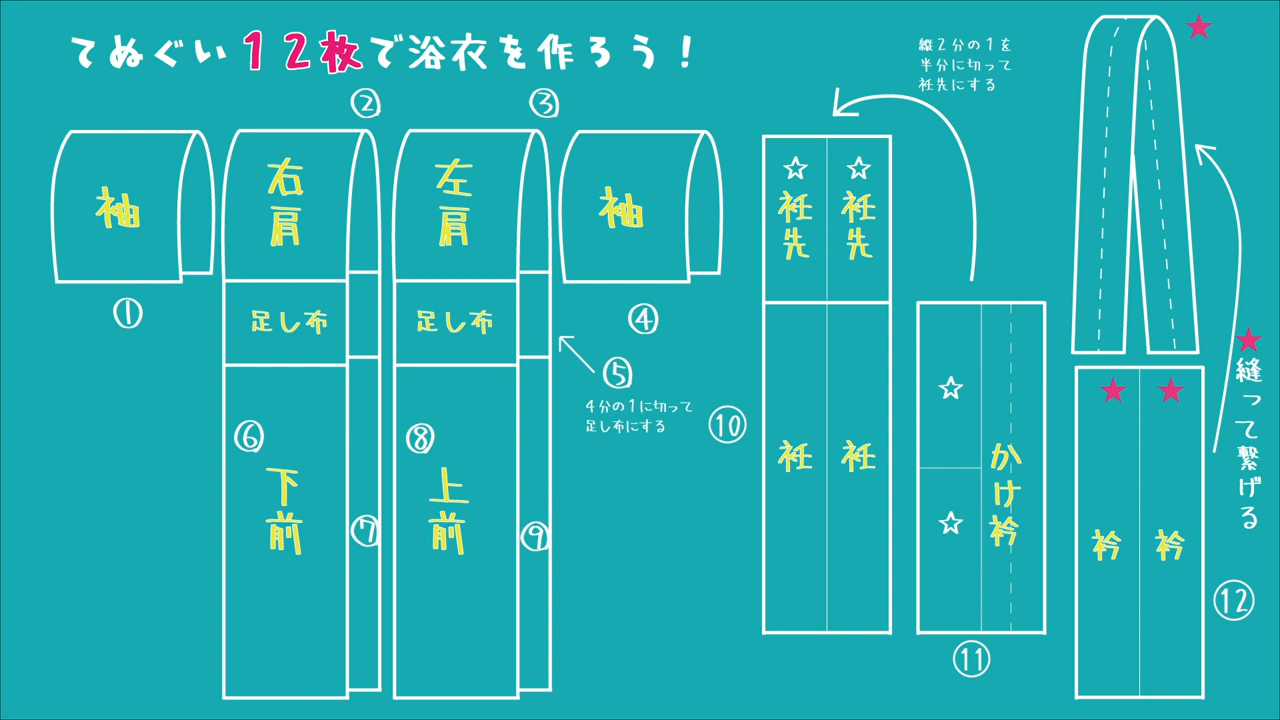 てぬぐい12枚で浴衣を作ろう！
縦２分の１を
半分に切って
衽先にする
★
②
③
袖
右肩
左肩
袖
①
足し布
足し布
④
⑤
４分の１に切って
足し布にする
⑥
下前
⑦
⑧
上前
⑨
☆ ☆
衽先 衽先
衽 衽
⑩
☆
☆
かけ衿
⑪
★縫って繋げる
★ ★
衿 衿
⑫